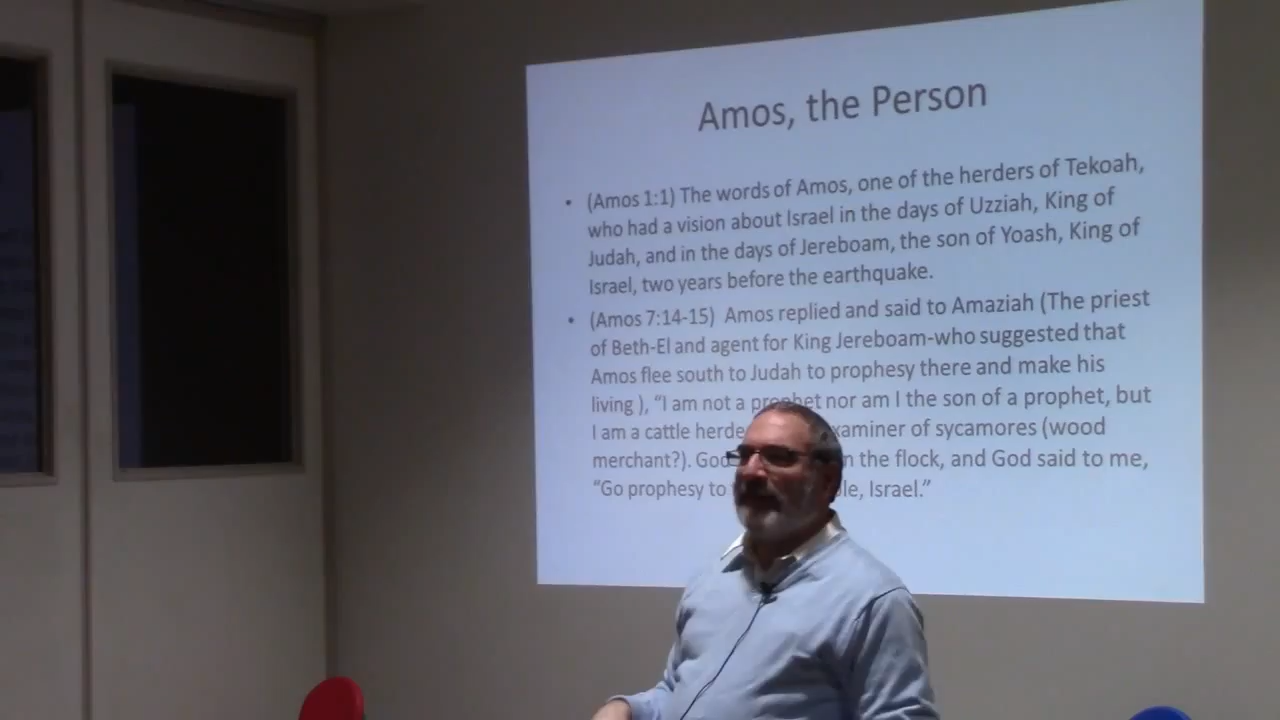 Amos, the Person
• (Amos 1:1) The words of Amos, one of the herders of Tekoah,
who had a vision about Israel in the days of Uzziah, King of
Judah, and in the days of Jereboam, the son of Yoash, King of
Israel, two years before the earthquake.
• (Amos 7:14-15) Amos replied and said to Amaziah (The priest
of Beth-El and agent for King Jereboam-who suggested that
Amos flee south to Judah to prophesy there and make his
living ), “I am not a prophet nor am I the son of a prophet, but
I am a cattle of sycamores (wood
merchant?). the flock, and God said to me,
“Go prophesy to Israel.”